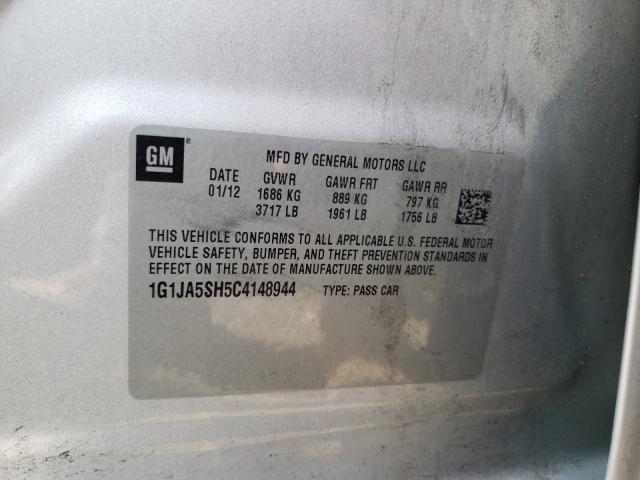 GM
MFD BY GENERAL MOTORS LLC
DATE GVWR GAWR FRT GAWR RR
01/12 1686 KG 889 KG 797 KG
3717 LB 1961 LB 1756 LB
THIS VEHICLE CONFORMS TO ALL APPLICABLE U.S. FEDERAL MOTOR
VEHICLE SAFETY, BUMPER, AND THEFT PREVENTION STANDARDS IN
EFFECT ON THE DATE OF MANUFACTURE SHOWN ABOVE.
1G1JA5SH5C4148944 TYPE: PASS CAR